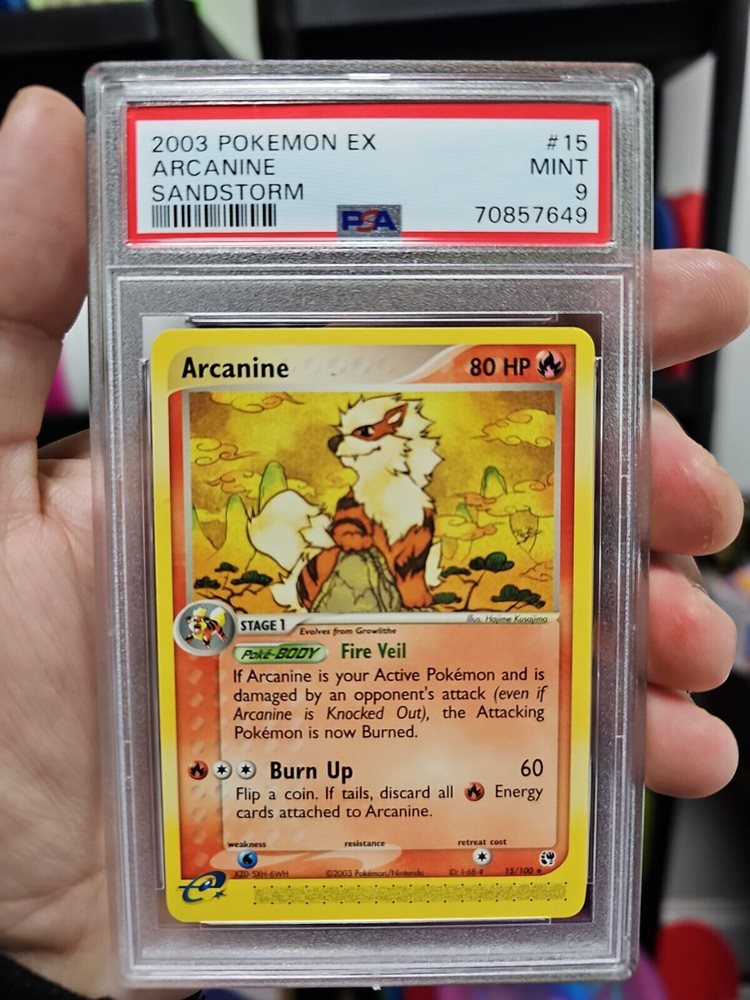 2003 POKEMON EX #15
ARCANINE MINT
SANDSTORM 9
PSA 70857649
Arcanine 80 HP
STAGE 1 Illus. Hajime Kusajima
Evolves from Growlithe
Poké-BODY Fire Veil
If Arcanine is your Active Pokémon and is
damaged by an opponent's attack (even if
Arcanine is Knocked Out), the Attacking
Pokémon is now Burned.
Burn Up 60
Flip a coin. If tails, discard all Energy
cards attached to Arcanine.
weakness resistance retreat cost
©2003 Pokémon/Nintendo 15/100
e